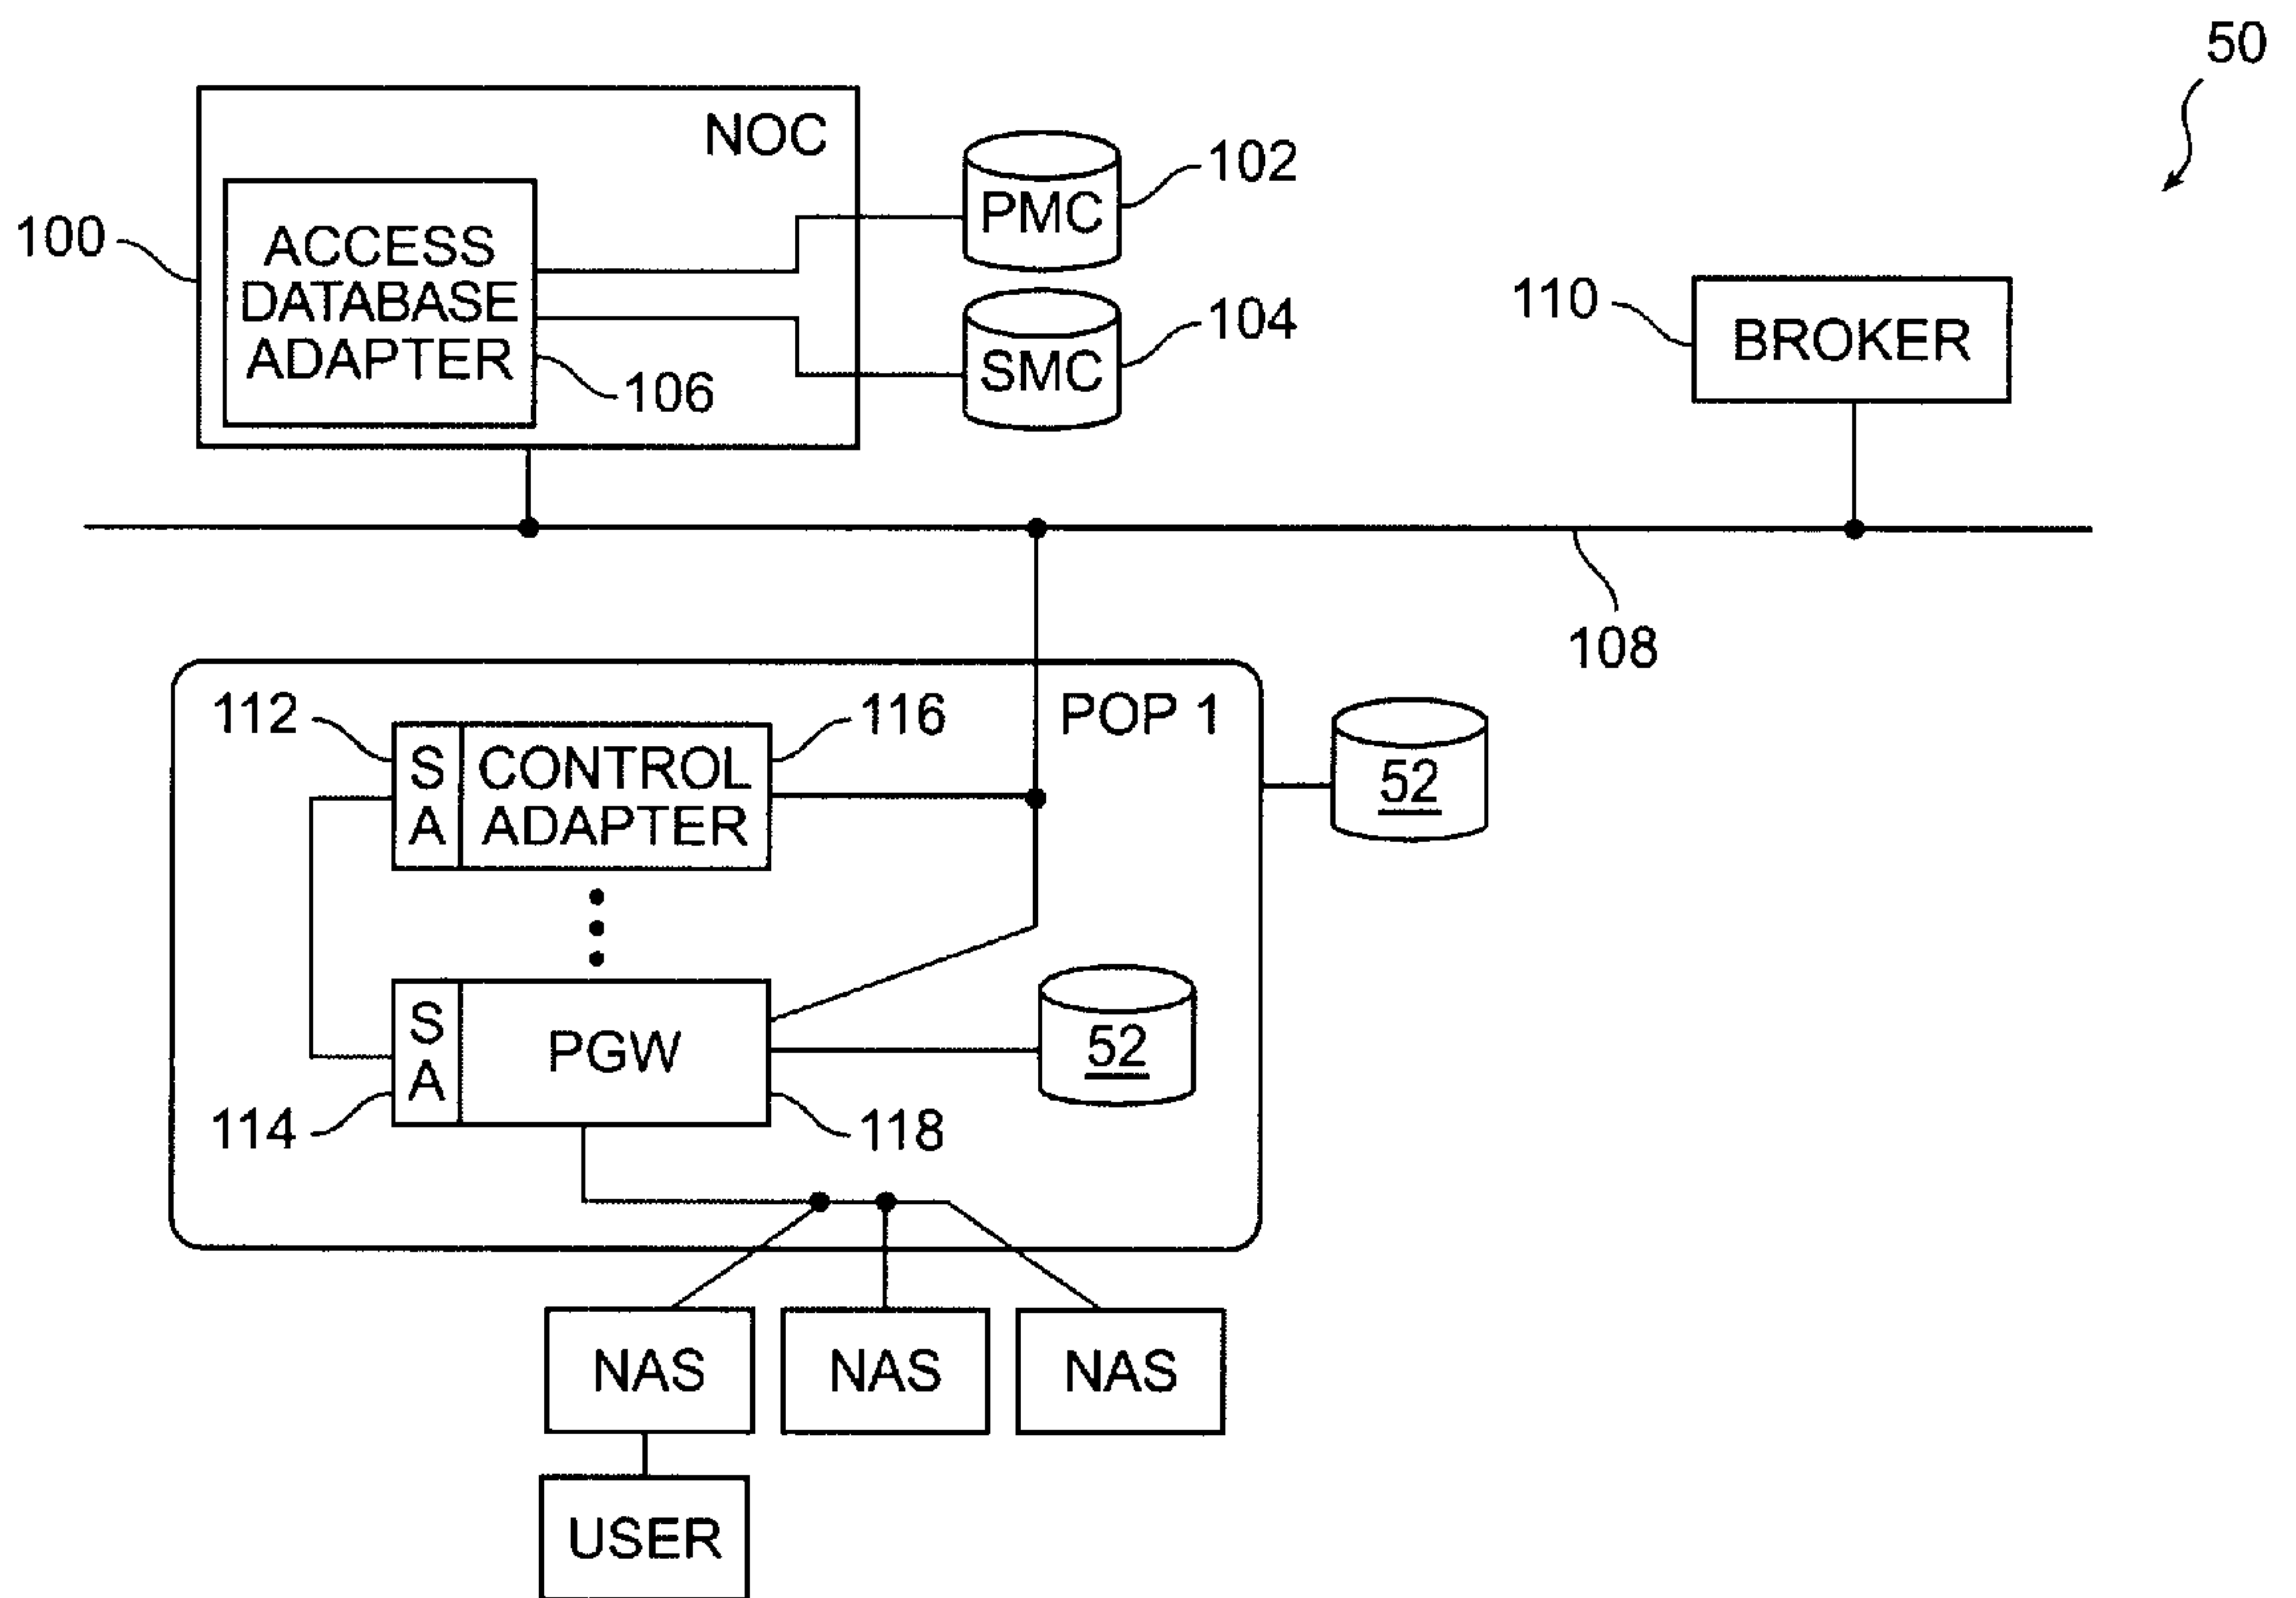 50
NOC
PMC
102
100
ACCESS
DATABASE
ADAPTER
106
SMC
104
110
BROKER
108
POP 1
112
S
A
CONTROL
ADAPTER
116
52
S
A
PGW
52
114
118
NAS
NAS
NAS
USER